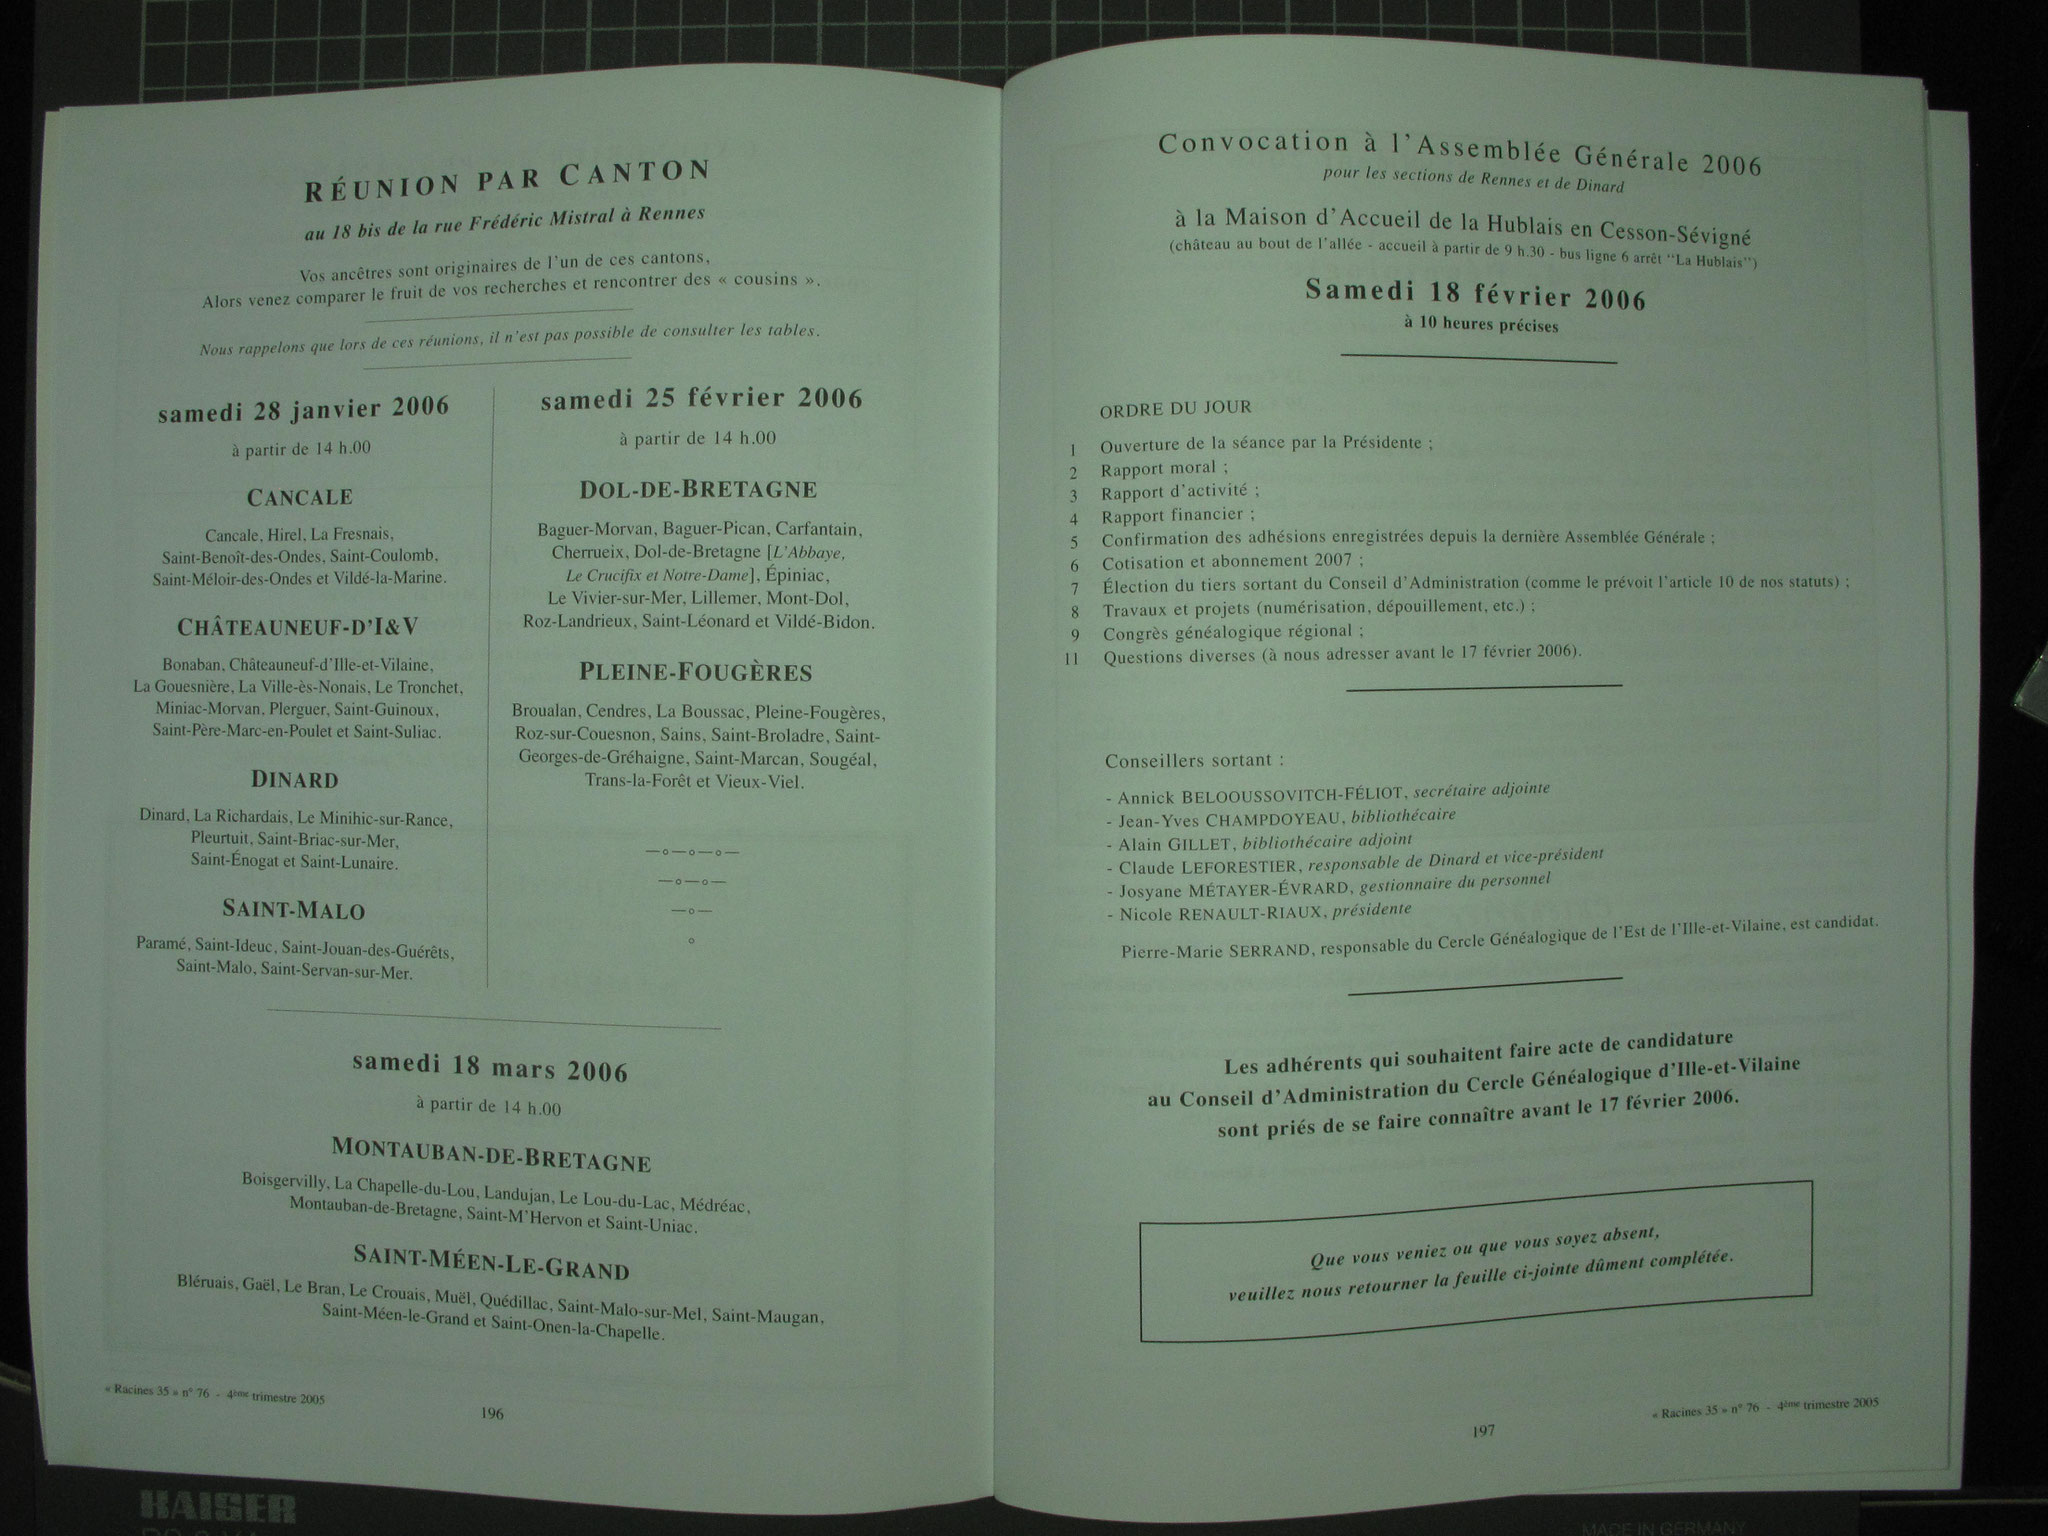 RÉUNION PAR CANTON
au 18 bis de la rue Frédéric Mistral à Rennes
Vos ancêtres sont originaires de l'un de ces cantons,
Alors venez comparer le fruit de vos recherches et rencontrer des « cousins ».
Nous rappelons que lors de ces réunions, il n'est pas possible de consulter les tables.
samedi 28 janvier 2006
à partir de 14 h.00
CANCALE
Cancale, Hirel, La Fresnais,
Saint-Benoît-des-Ondes, Saint-Coulomb,
Saint-Méloir-des-Ondes et Vildé-la-Marine.
CHÂTEAUNEUF-D'I&V
Bonaban, Châteauneuf-d'Ille-et-Vilaine,
La Gouesnière, La Ville-ès-Nonais, Le Tronchet,
Miniac-Morvan, Plerguer, Saint-Guinoux,
Saint-Père-Marc-en-Poulet et Saint-Suliac.
DINARD
Dinard, La Richardais, Le Minihic-sur-Rance,
Pleurtuit, Saint-Briac-sur-Mer,
Saint-Énogat et Saint-Lunaire.
SAINT-MALO
Paramé, Saint-Ideuc, Saint-Jouan-des-Guérêts,
Saint-Malo, Saint-Servan-sur-Mer.
samedi 25 février 2006
à partir de 14 h.00
DOL-DE-BRETAGNE
Baguer-Morvan, Baguer-Pican, Carfantain,
Cherrueix, Dol-de-Bretagne [L'Abbaye,
Le Crucifix et Notre-Dame], Épiniac,
Le Vivier-sur-Mer, Lillemer, Mont-Dol,
Roz-Landrieux, Saint-Léonard et Vildé-Bidon.
PLEINE-FOUGÈRES
Broualan, Cendres, La Boussac, Pleine-Fougères,
Roz-sur-Couesnon, Sains, Saint-Broladre, Saint-
Georges-de-Gréhaigne, Saint-Marcan, Sougéal,
Trans-la-Forêt et Vieux-Viel.
samedi 18 mars 2006
à partir de 14 h.00
MONTAUBAN-DE-BRETAGNE
Boisgervilly, La Chapelle-du-Lou, Landujan, Le Lou-du-Lac, Médréac,
Montauban-de-Bretagne, Saint-M'Hervon et Saint-Uniac.
SAINT-MÉEN-LE-GRAND
Bléruais, Gaël, Le Bran, Le Crouais, Muël, Quédillac, Saint-Malo-sur-Mel, Saint-Maugan,
Saint-Méen-le-Grand et Saint-Onen-la-Chapelle.
« Racines 35 » n° 76 - 4ème trimestre 2005
196
Convocation à l'Assemblée Générale 2006
pour les sections de Rennes et de Dinard
à la Maison d'Accueil de la Hublais en Cesson-Sévigné
(château au bout de l'allée - accueil à partir de 9 h.30 - bus ligne 6 arrêt "La Hublais")
Samedi 18 février 2006
à 10 heures précises
ORDRE DU JOUR
1 Ouverture de la séance par la Présidente ;
2 Rapport moral ;
3 Rapport d'activité ;
4 Rapport financier ;
5 Confirmation des adhésions enregistrées depuis la dernière Assemblée Générale ;
6 Cotisation et abonnement 2007 ;
7 Élection du tiers sortant du Conseil d'Administration (comme le prévoit l'article 10 de nos statuts) ;
8 Travaux et projets (numérisation, dépouillement, etc.) ;
9 Congrès généalogique régional ;
11 Questions diverses (à nous adresser avant le 17 février 2006).
Conseillers sortant :
- Annick BELOOUSSOVITCH-FÉLIOT, secrétaire adjointe
- Jean-Yves CHAMPDOYEAU, bibliothécaire
- Alain GILLET, bibliothécaire adjoint
- Claude LEFORESTIER, responsable de Dinard et vice-président
- Josyane MÉTAYER-ÉVRARD, gestionnaire du personnel
- Nicole RENAULT-RIAUX, présidente
Pierre-Marie SERRAND, responsable du Cercle Généalogique de l'Est de l'Ille-et-Vilaine, est candidat.
Les adhérents qui souhaitent faire acte de candidature
au Conseil d'Administration du Cercle Généalogique d'Ille-et-Vilaine
sont priés de se faire connaître avant le 17 février 2006.
Que vous veniez ou que vous soyez absent,
veuillez nous retourner la feuille ci-jointe dûment complétée.
« Racines 35 » n° 76 - 4ème trimestre 2005
197
KAISER
MADE IN GERMANY